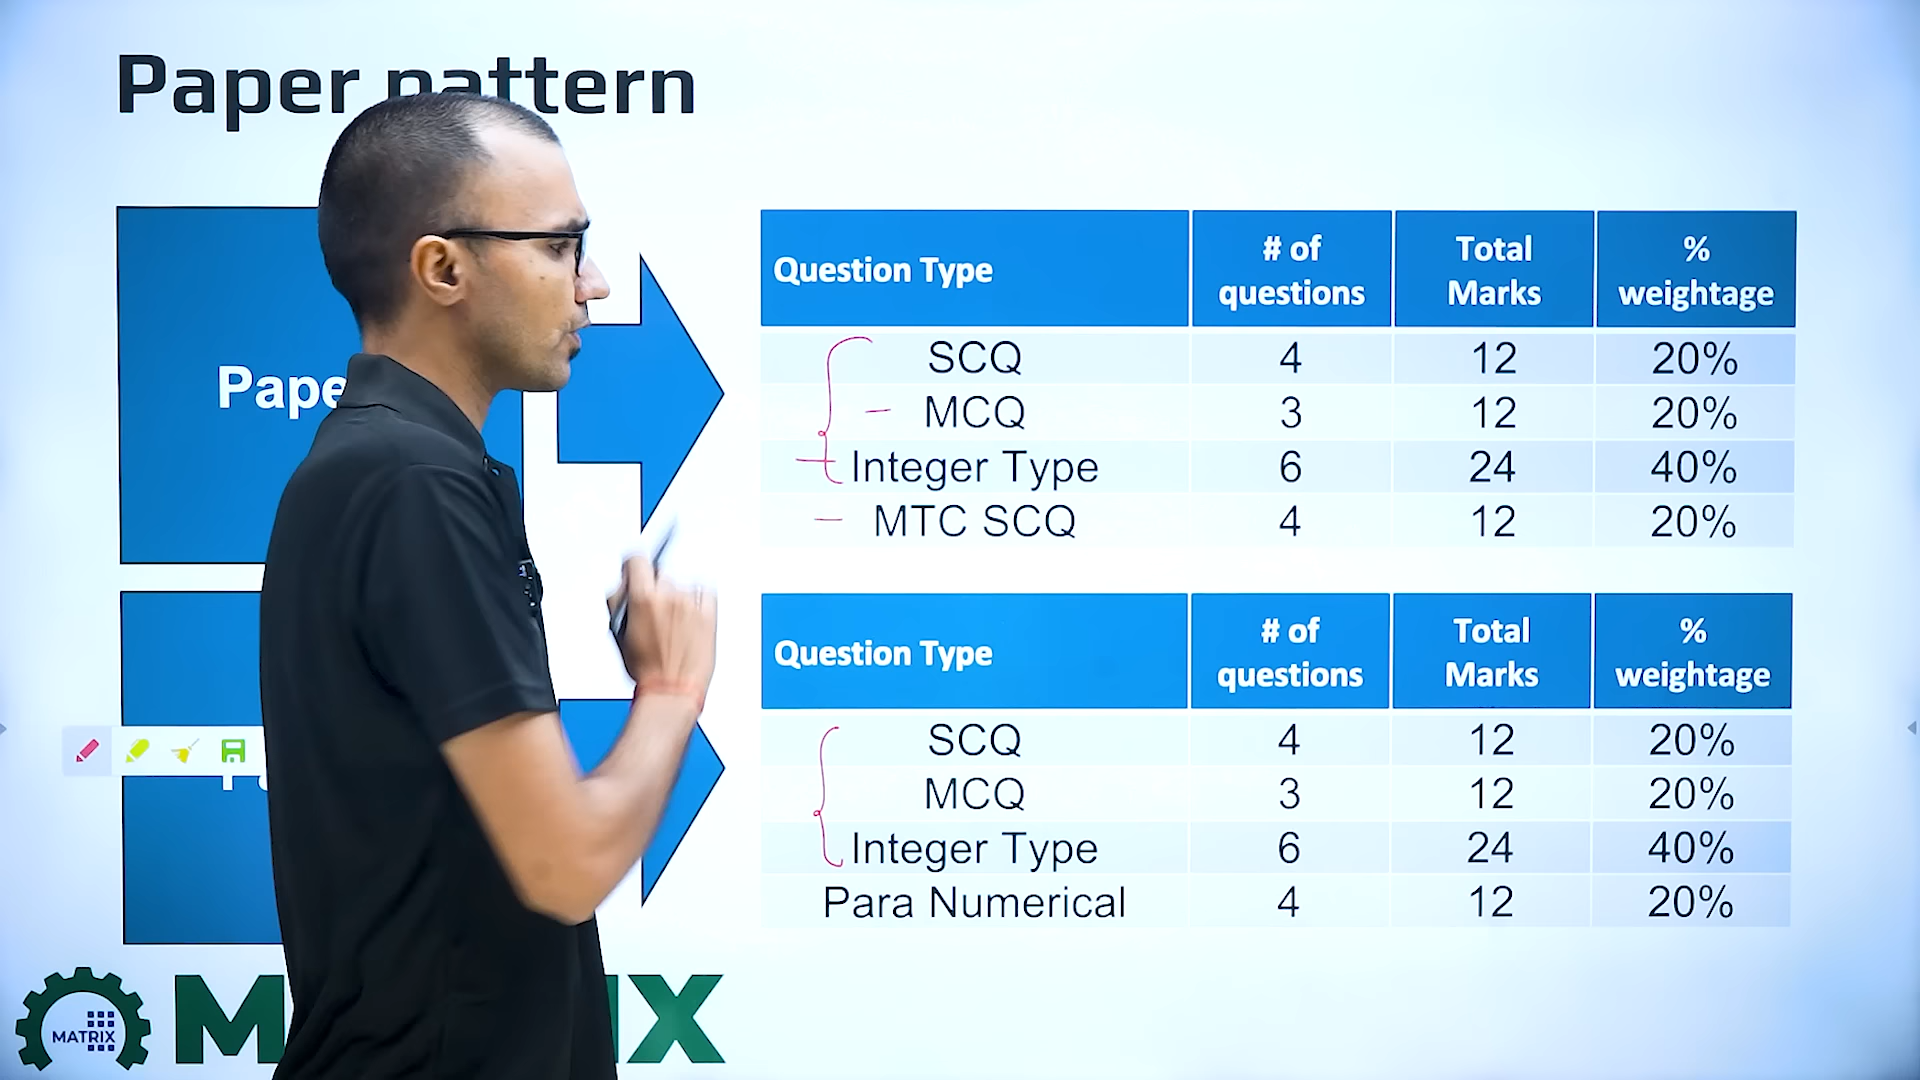 Paper pattern
Question Type # of questions Total Marks % weightage
SCQ 4 12 20%
MCQ 3 12 20%
Integer Type 6 24 40%
MTC SCQ 4 12 20%
Question Type # of questions Total Marks % weightage
SCQ 4 12 20%
MCQ 3 12 20%
Integer Type 6 24 40%
Para Numerical 4 12 20%
MATRIX